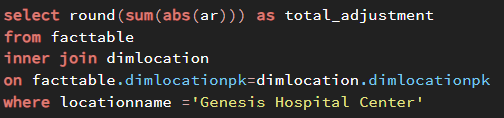 select round(sum(abs(ar))) as total_adjustment
from facttable
inner join dimlocation
on facttable.dimlocationpk=dimlocation.dimlocationpk
where locationname ='Genesis Hospital Center'